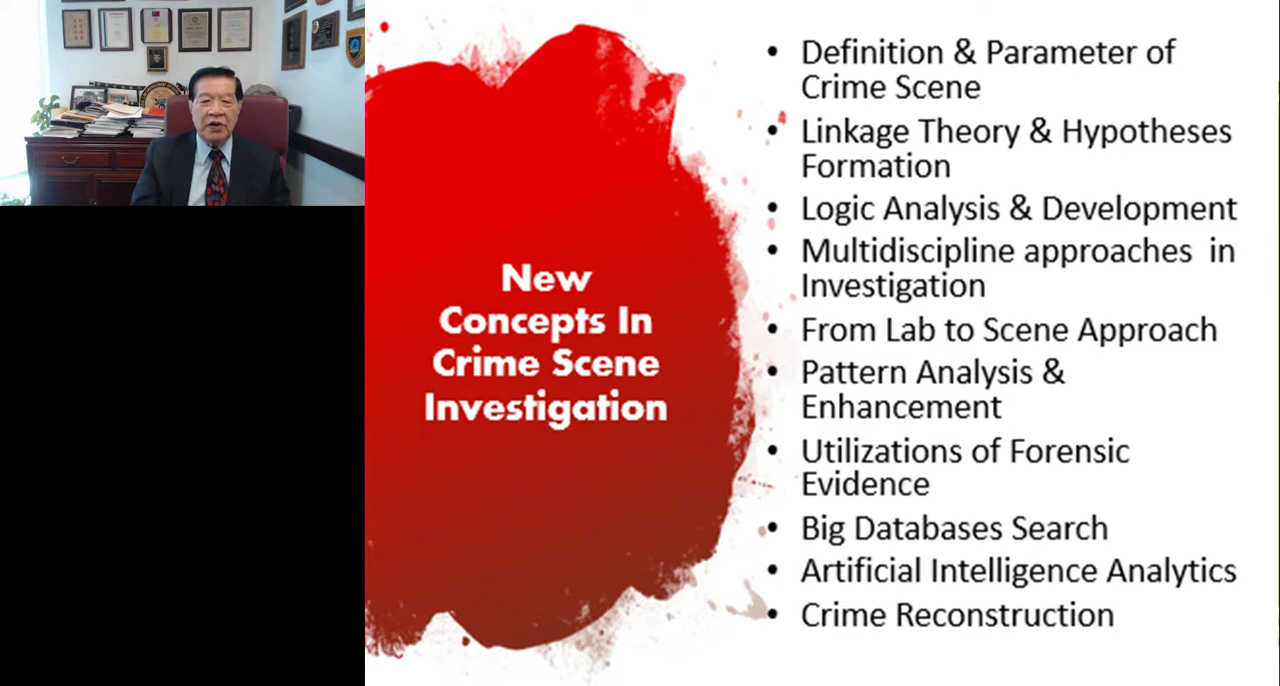 New
Concepts In
Crime Scene
Investigation
• Definition & Parameter of
Crime Scene
• Linkage Theory & Hypotheses
Formation
• Logic Analysis & Development
• Multidiscipline approaches  in
Investigation
• From Lab to Scene Approach
• Pattern Analysis &
Enhancement
• Utilizations of Forensic
Evidence
• Big Databases Search
• Artificial Intelligence Analytics
• Crime Reconstruction